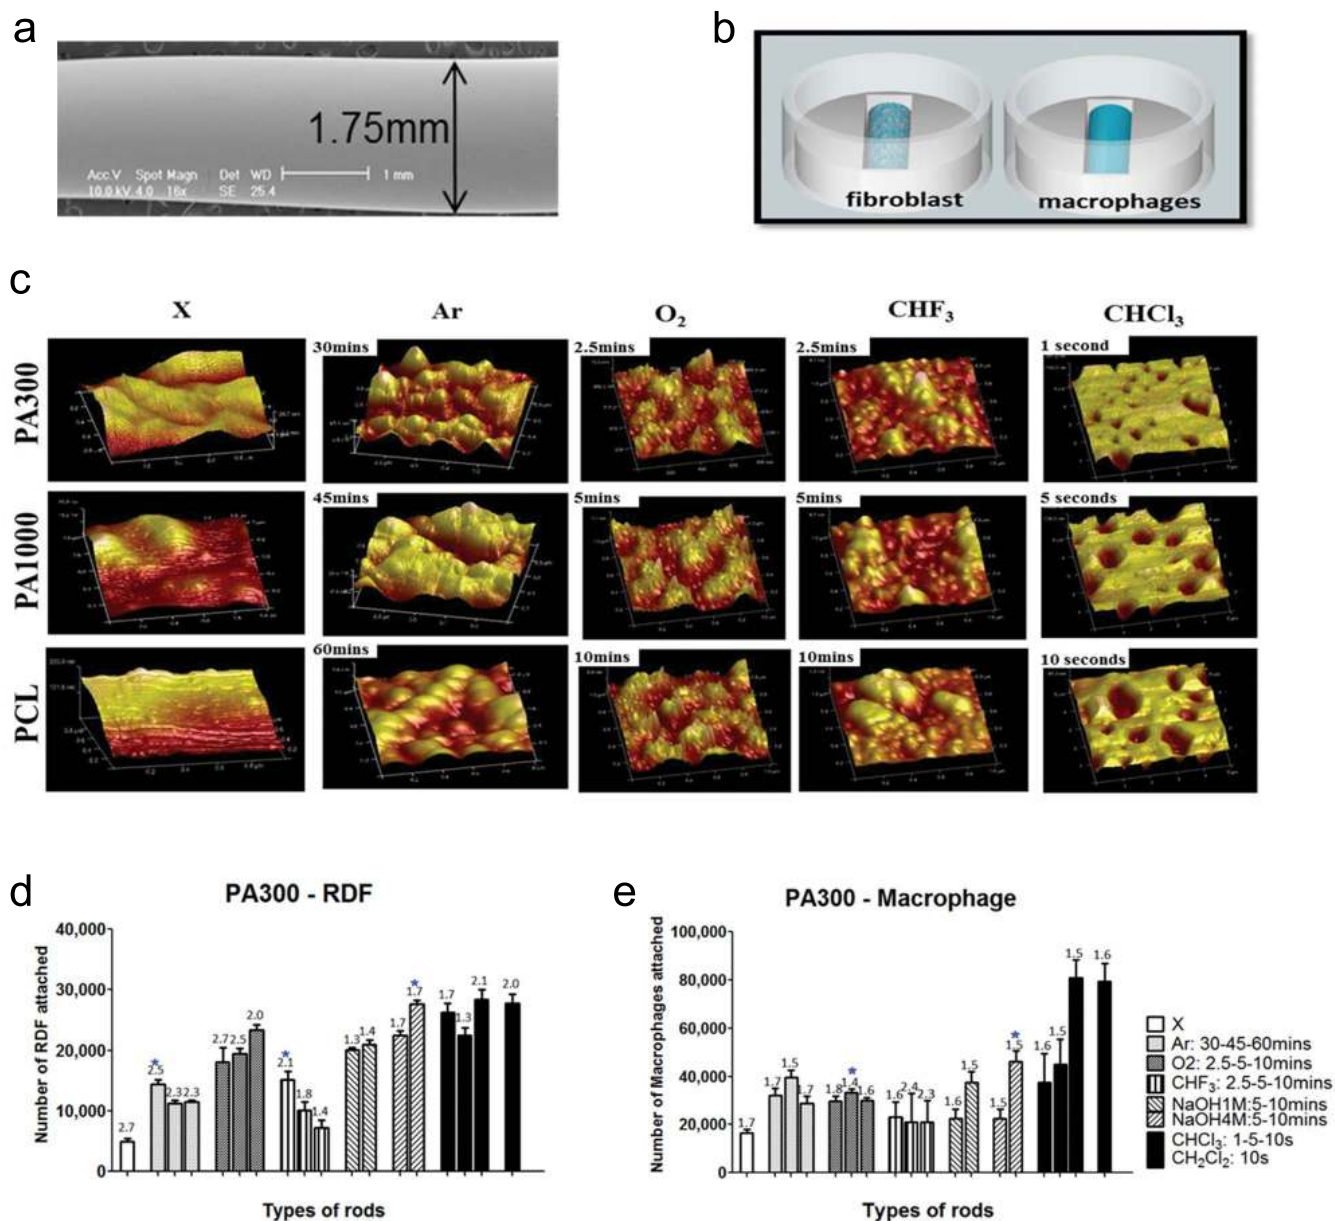 a
1.75mm
Acc.V Spot Magn Det WD 1 mm
10.0 kV 4.0 16x SE 25.4
b
fibroblast
macrophages
c
X
Ar
O2
CHF3
CHCl3
PA300
30mins
2.5mins
2.5mins
1 second
PA1000
45mins
5mins
5mins
5 seconds
PCL
60mins
10mins
10mins
10 seconds
d
PA300 - RDF
Number of RDF attached
40,000
30,000
20,000
10,000
0
2.7
2.5
2.3
2.3
2.7
2.5
2.0
2.1
1.8
1.4
1.3
1.4
1.7
1.7
1.7
1.3
2.1
2.0
*
*
*
Types of rods
e
PA300 - Macrophage
Number of Macrophages attached
100,000
80,000
60,000
40,000
20,000
0
1.7
1.7
1.5
1.7
1.8
1.4
1.6
1.6
2.4
2.3
1.6
1.5
1.5
1.5
1.6
1.5
1.5
1.6
*
*
Types of rods
X
Ar: 30-45-60mins
O2: 2.5-5-10mins
CHF3: 2.5-5-10mins
NaOH1M:5-10mins
NaOH4M:5-10mins
CHCl3: 1-5-10s
CH2Cl2: 10s